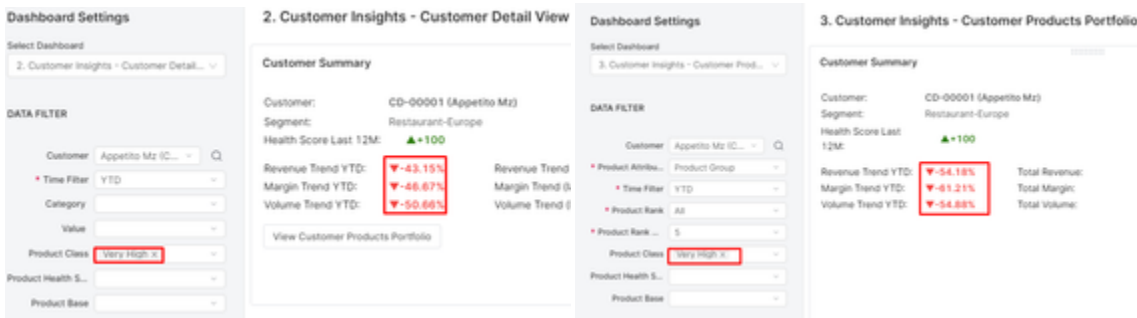 Dashboard Settings
Select Dashboard
2. Customer Insights - Customer Detail...
DATA FILTER
Customer Appetito Mz (C...
* Time Filter YTD
Category
Value
Product Class Very High ×
Product Health S...
Product Base
2. Customer Insights - Customer Detail View
Customer Summary
Customer: CD-00001 (Appetito Mz)
Segment: Restaurant-Europe
Health Score Last 12M: ▲+100
Revenue Trend YTD: ▼-43.15% Revenue Trend
Margin Trend YTD: ▼-46.67% Margin Trend
Volume Trend YTD: ▼-50.66% Volume Trend
View Customer Products Portfolio
Dashboard Settings
Select Dashboard
3. Customer Insights - Customer Prod...
DATA FILTER
Customer Appetito Mz (C...
* Product Attribu... Product Group
* Time Filter YTD
* Product Rank All
* Product Rank ... 5
Product Class Very High ×
Product Health S...
Product Base
3. Customer Insights - Customer Products Portfolio
Customer Summary
Customer: CD-00001 (Appetito Mz)
Segment: Restaurant-Europe
Health Score Last
12M: ▲+100
Revenue Trend YTD: ▼-54.18% Total Revenue:
Margin Trend YTD: ▼-61.21% Total Margin:
Volume Trend YTD: ▼-54.88% Total Volume: